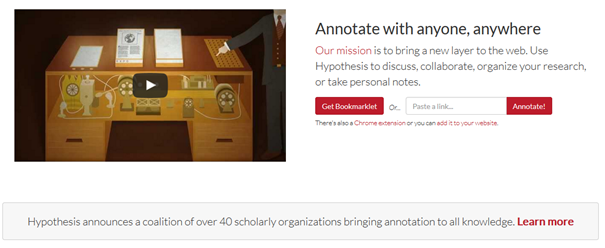 Annotate with anyone, anywhere
Our mission is to bring a new layer to the web. Use
Hypothesis to discuss, collaborate, organize your research,
or take personal notes.
Get Bookmarklet Or... Paste a link... Annotate!
There's also a Chrome extension or you can add it to your website.
Hypothesis announces a coalition of over 40 scholarly organizations bringing annotation to all knowledge. Learn more